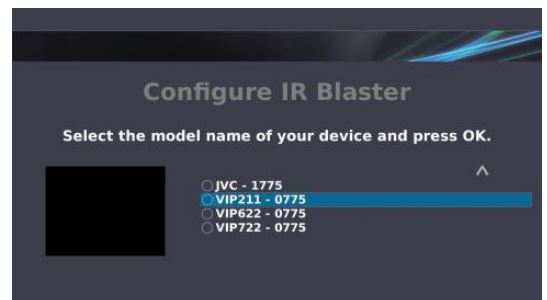 Configure IR Blaster
Select the model name of your device and press OK.
JVC - 1775
VIP211 - 0775
VIP622 - 0775
VIP722 - 0775